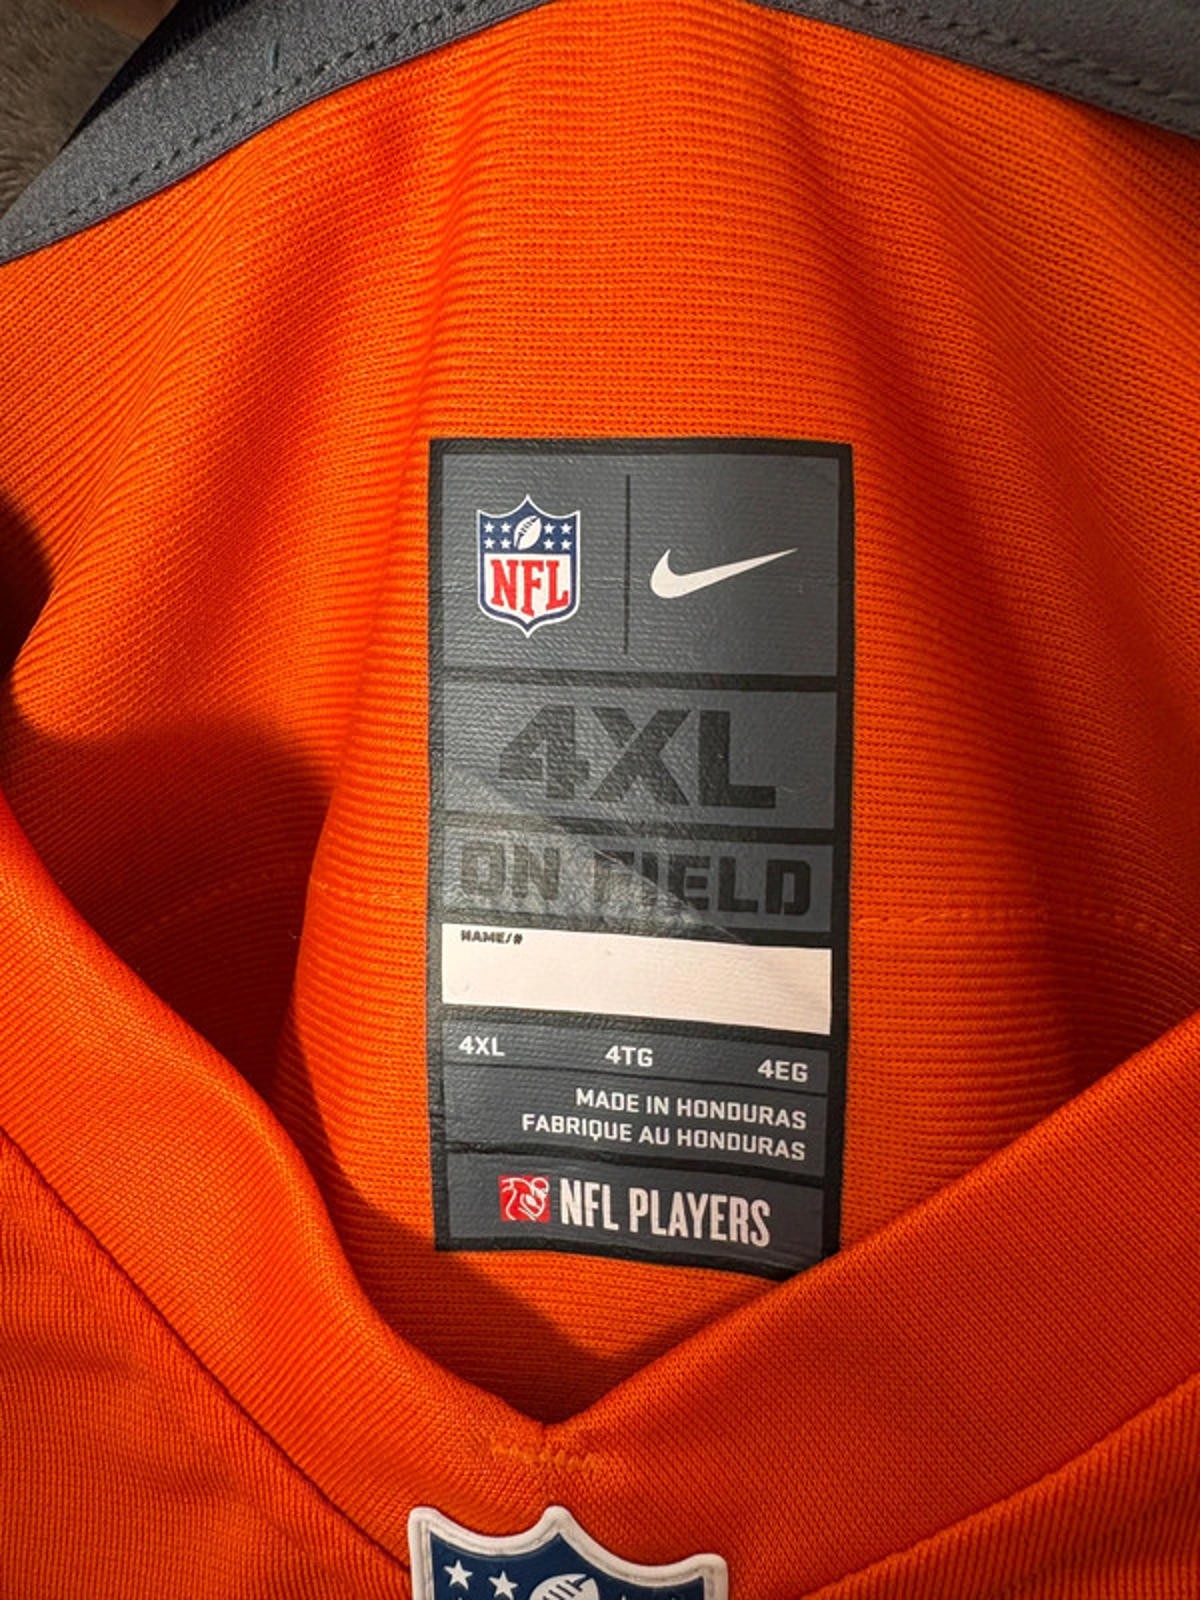 NFL
4XL
ON FIELD
NAME/#
4XL 4TG 4EG
MADE IN HONDURAS
FABRIQUE AU HONDURAS
NFL PLAYERS